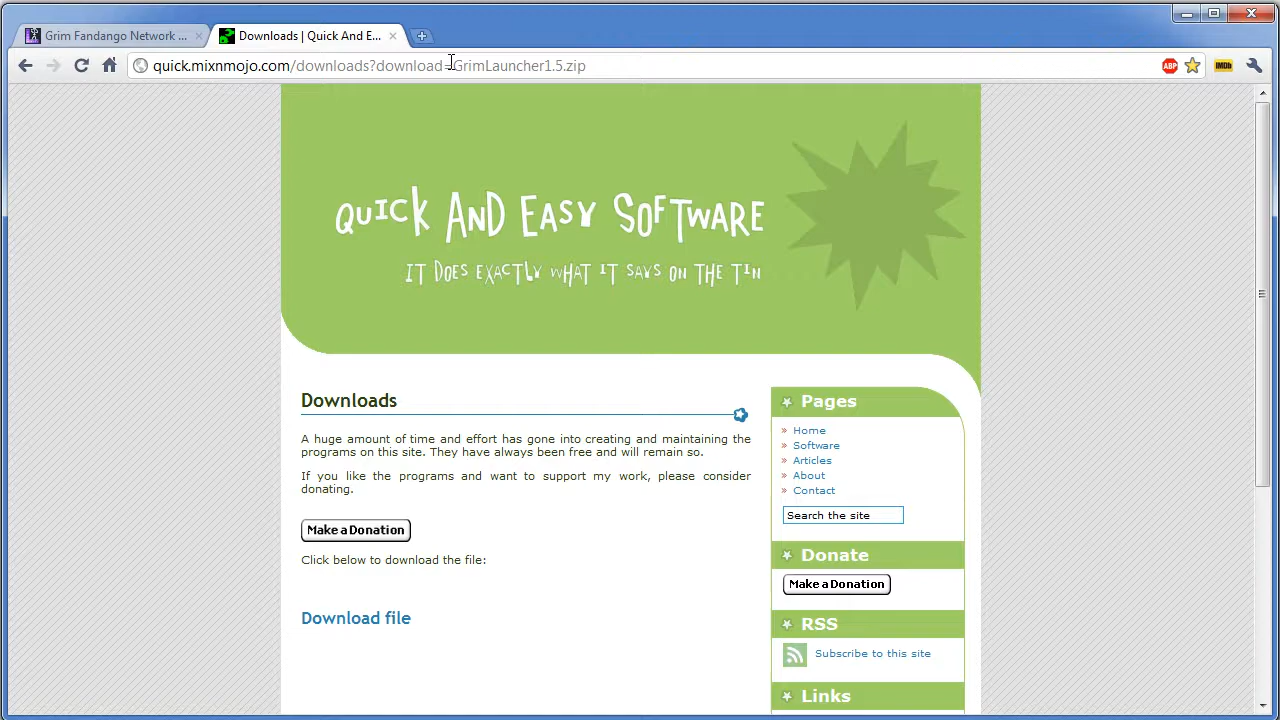 Grim Fandango Network ...
Downloads | Quick And E...
quick.mixnmojo.com/downloads?download=GrimLauncher1.5.zip
ABP
IMDb
Quick And Easy Software
It does exactly what it says on the tin
Downloads
A huge amount of time and effort has gone into creating and maintaining the
programs on this site. They have always been free and will remain so.
If you like the programs and want to support my work, please consider
donating.
Make a Donation
Click below to download the file:
Download file
Pages
» Home
» Software
» Articles
» About
» Contact
Search the site
Donate
Make a Donation
RSS
Subscribe to this site
Links